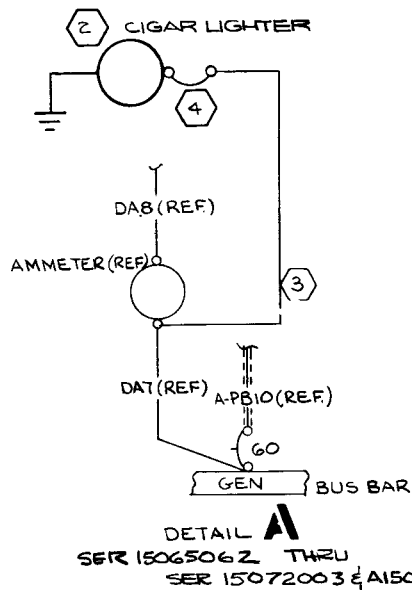 2 CIGAR LIGHTER
4
DA8 (REF.)
AMMETER (REF)
3
DA7 (REF)
A-PB10 (REF.)
60
GEN
BUS BAR
DETAIL A
SER 15065062 THRU
SER 15072003 & A150